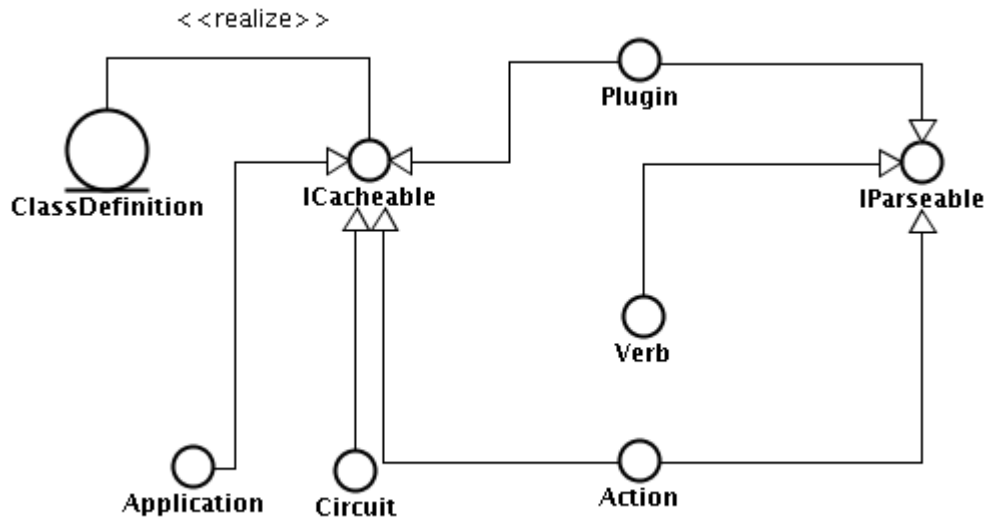 <<realize>>
Plugin
ClassDefinition
ICacheable
IParseable
Verb
Application
Circuit
Action